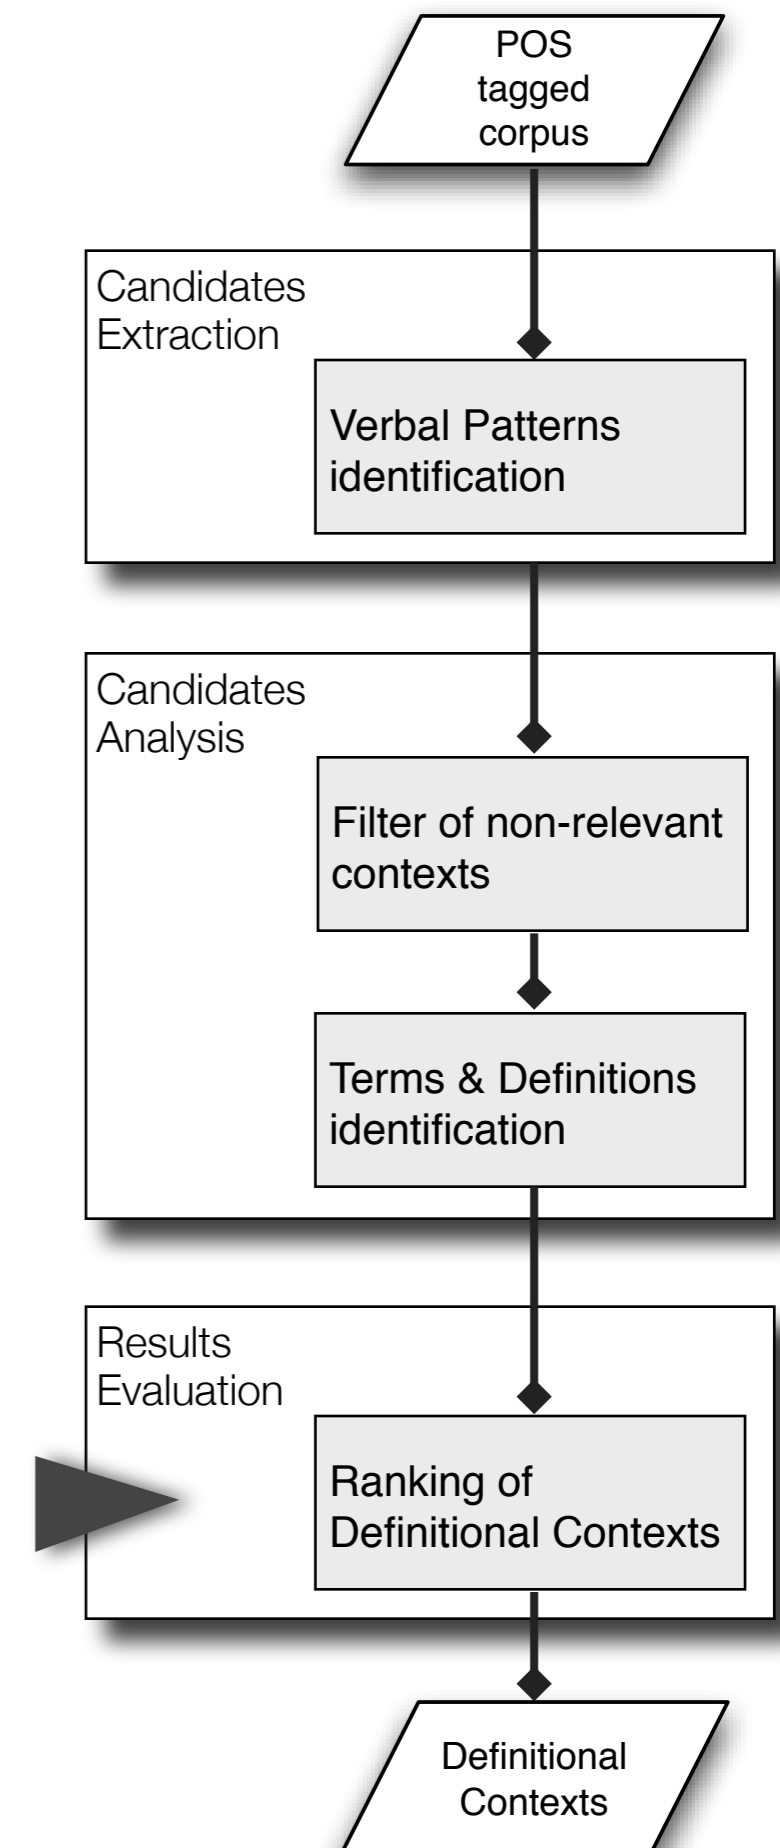 POS
tagged
corpus
Candidates
Extraction
Verbal Patterns
identification
Candidates
Analysis
Filter of non-relevant
contexts
Terms & Definitions
identification
Results
Evaluation
Ranking of
Definitional Contexts
Definitional
Contexts